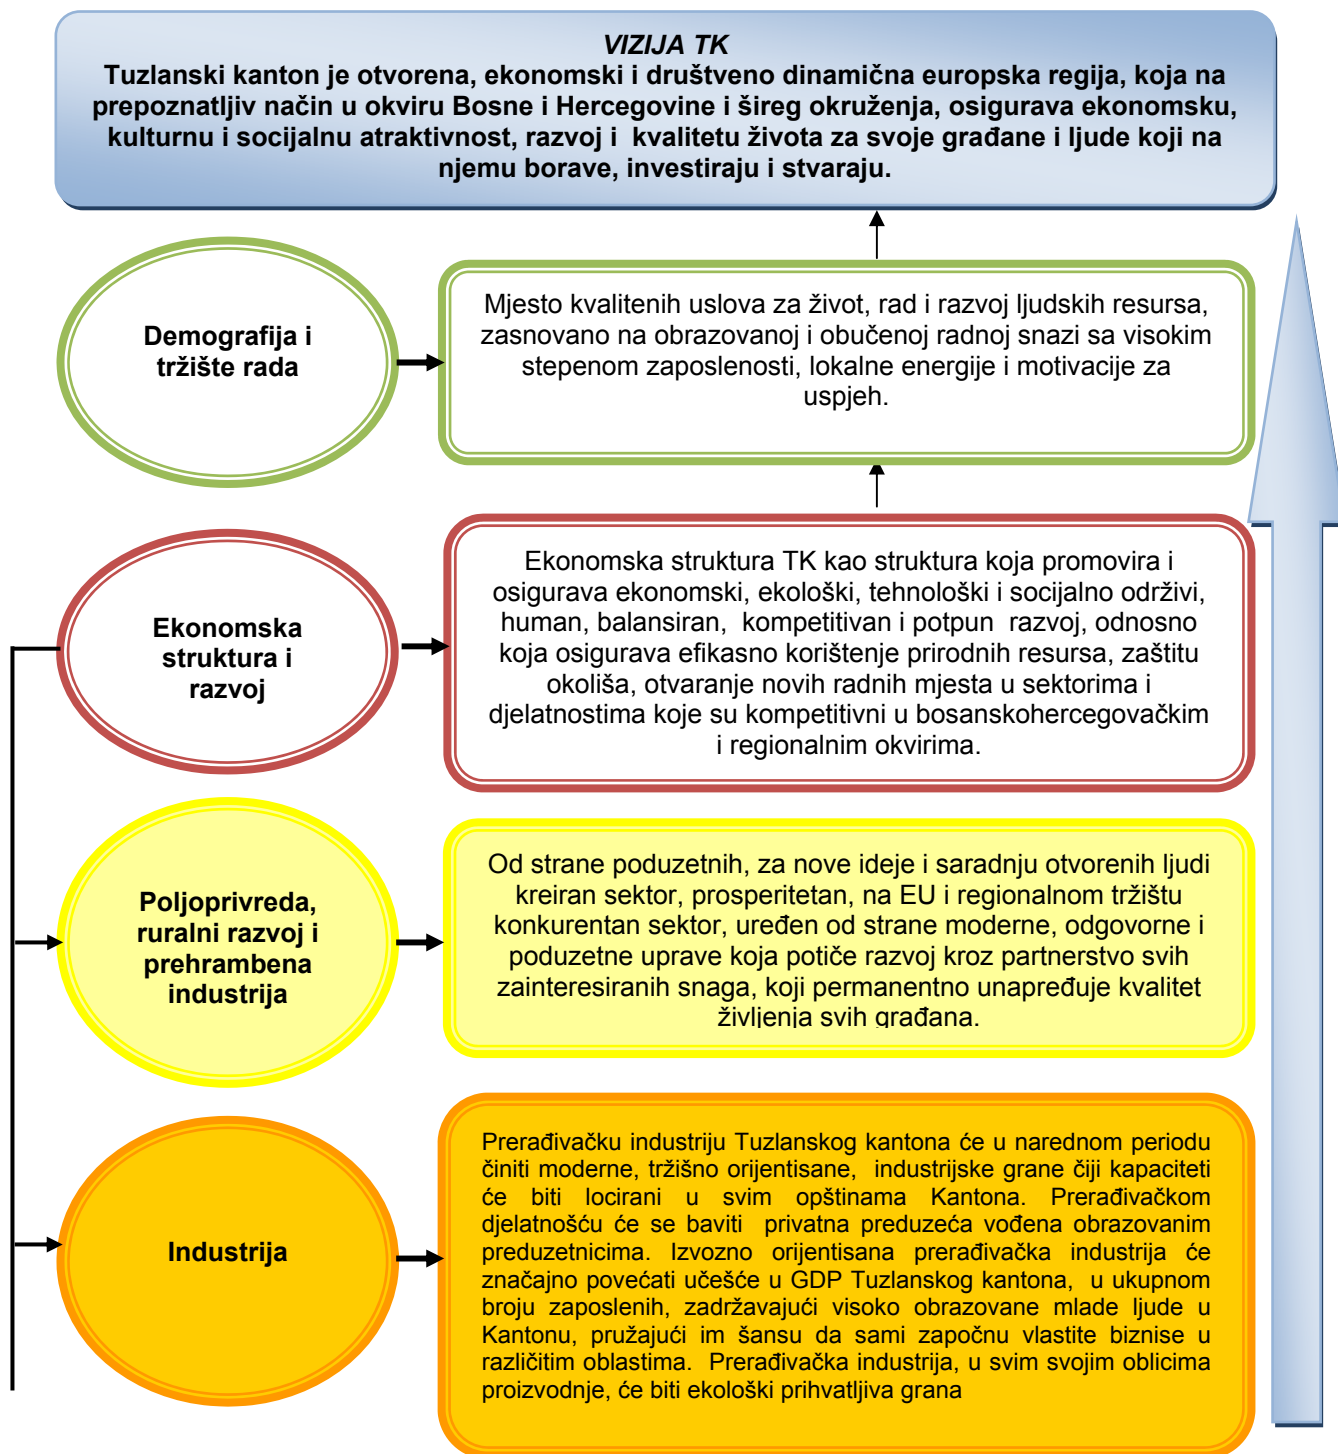 VIZIJA TK
Tuzlanski kanton je otvorena, ekonomski i društveno dinamična europska regija, koja na
prepoznatljiv način u okviru Bosne i Hercegovine i šireg okruženja, osigurava ekonomsku,
kulturnu i socijalnu atraktivnost, razvoj i kvalitetu života za svoje građane i ljude koji na
njemu borave, investiraju i stvaraju.
Demografija i
tržište rada
Mjesto kvalitenih uslova za život, rad i razvoj ljudskih resursa,
zasnovano na obrazovanoj i obučenoj radnoj snazi sa visokim
stepenom zaposlenosti, lokalne energije i motivacije za
uspjeh.
Ekonomska
struktura i
razvoj
Ekonomska struktura TK kao struktura koja promovira i
osigurava ekonomski, ekološki, tehnološki i socijalno održivi,
human, balansiran, kompetitivan i potpun razvoj, odnosno
koja osigurava efikasno korištenje prirodnih resursa, zaštitu
okoliša, otvaranje novih radnih mjesta u sektorima i
djelatnostima koje su kompetitivni u bosanskohercegovačkim
i regionalnim okvirima.
Poljoprivreda,
ruralni razvoj i
prehrambena
industrija
Od strane poduzetnih, za nove ideje i saradnju otvorenih ljudi
kreiran sektor, prosperitetan, na EU i regionalnom tržištu
konkurentan sektor, uređen od strane moderne, odgovorne i
poduzetne uprave koja potiče razvoj kroz partnerstvo svih
zainteresiranih snaga, koji permanentno unapređuje kvalitet
življenja svih građana.
Industrija
Prerađivačku industriju Tuzlanskog kantona će u narednom periodu
činiti moderne, tržišno orijentisane, industrijske grane čiji kapaciteti
će biti locirani u svim opštinama Kantona. Prerađivačkom
djelatnošću će se baviti privatna preduzeća vođena obrazovanim
preduzetnicima. Izvozno orijentisana prerađivačka industrija će
značajno povećati učešće u GDP Tuzlanskog kantona, u ukupnom
broju zaposlenih, zadržavajući visoko obrazovane mlade ljude u
Kantonu, pružajući im šansu da sami započnu vlastite biznise u
različitim oblastima. Prerađivačka industrija, u svim svojim oblicima
proizvodnje, će biti ekološki prihvatljiva grana